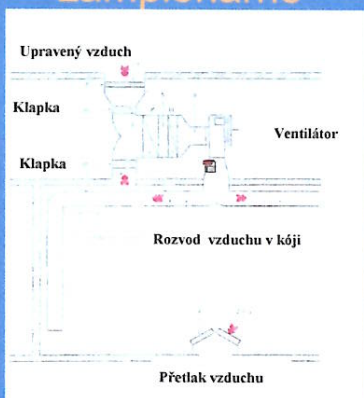 Upravený vzduch
Klapka
Ventilátor
Klapka
Rozvod vzduchu v kóji
Přetlak vzduchu